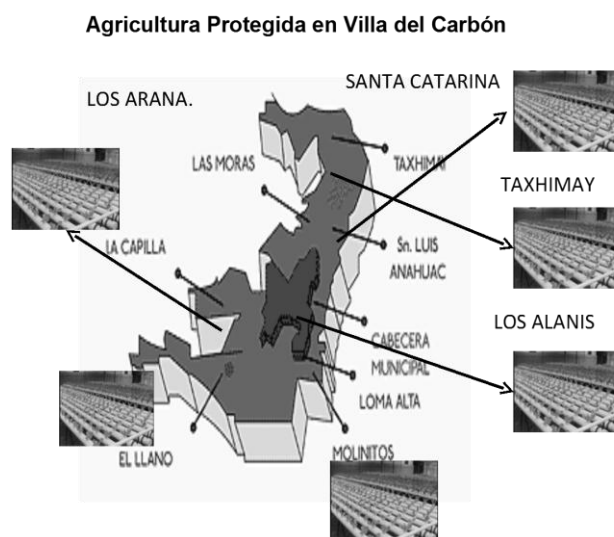 Agricultura Protegida en Villa del Carbón
SANTA CATARINA
LOS ARANA.
LAS MORAS
TAXHIMAY
TAXHIMAY
LA CAPILLA
Sn. LUIS
ANAHUAC
LOS ALANIS
CABECERA
MUNICIPAL
LOMA ALTA
EL LLANO
MOLINITOS